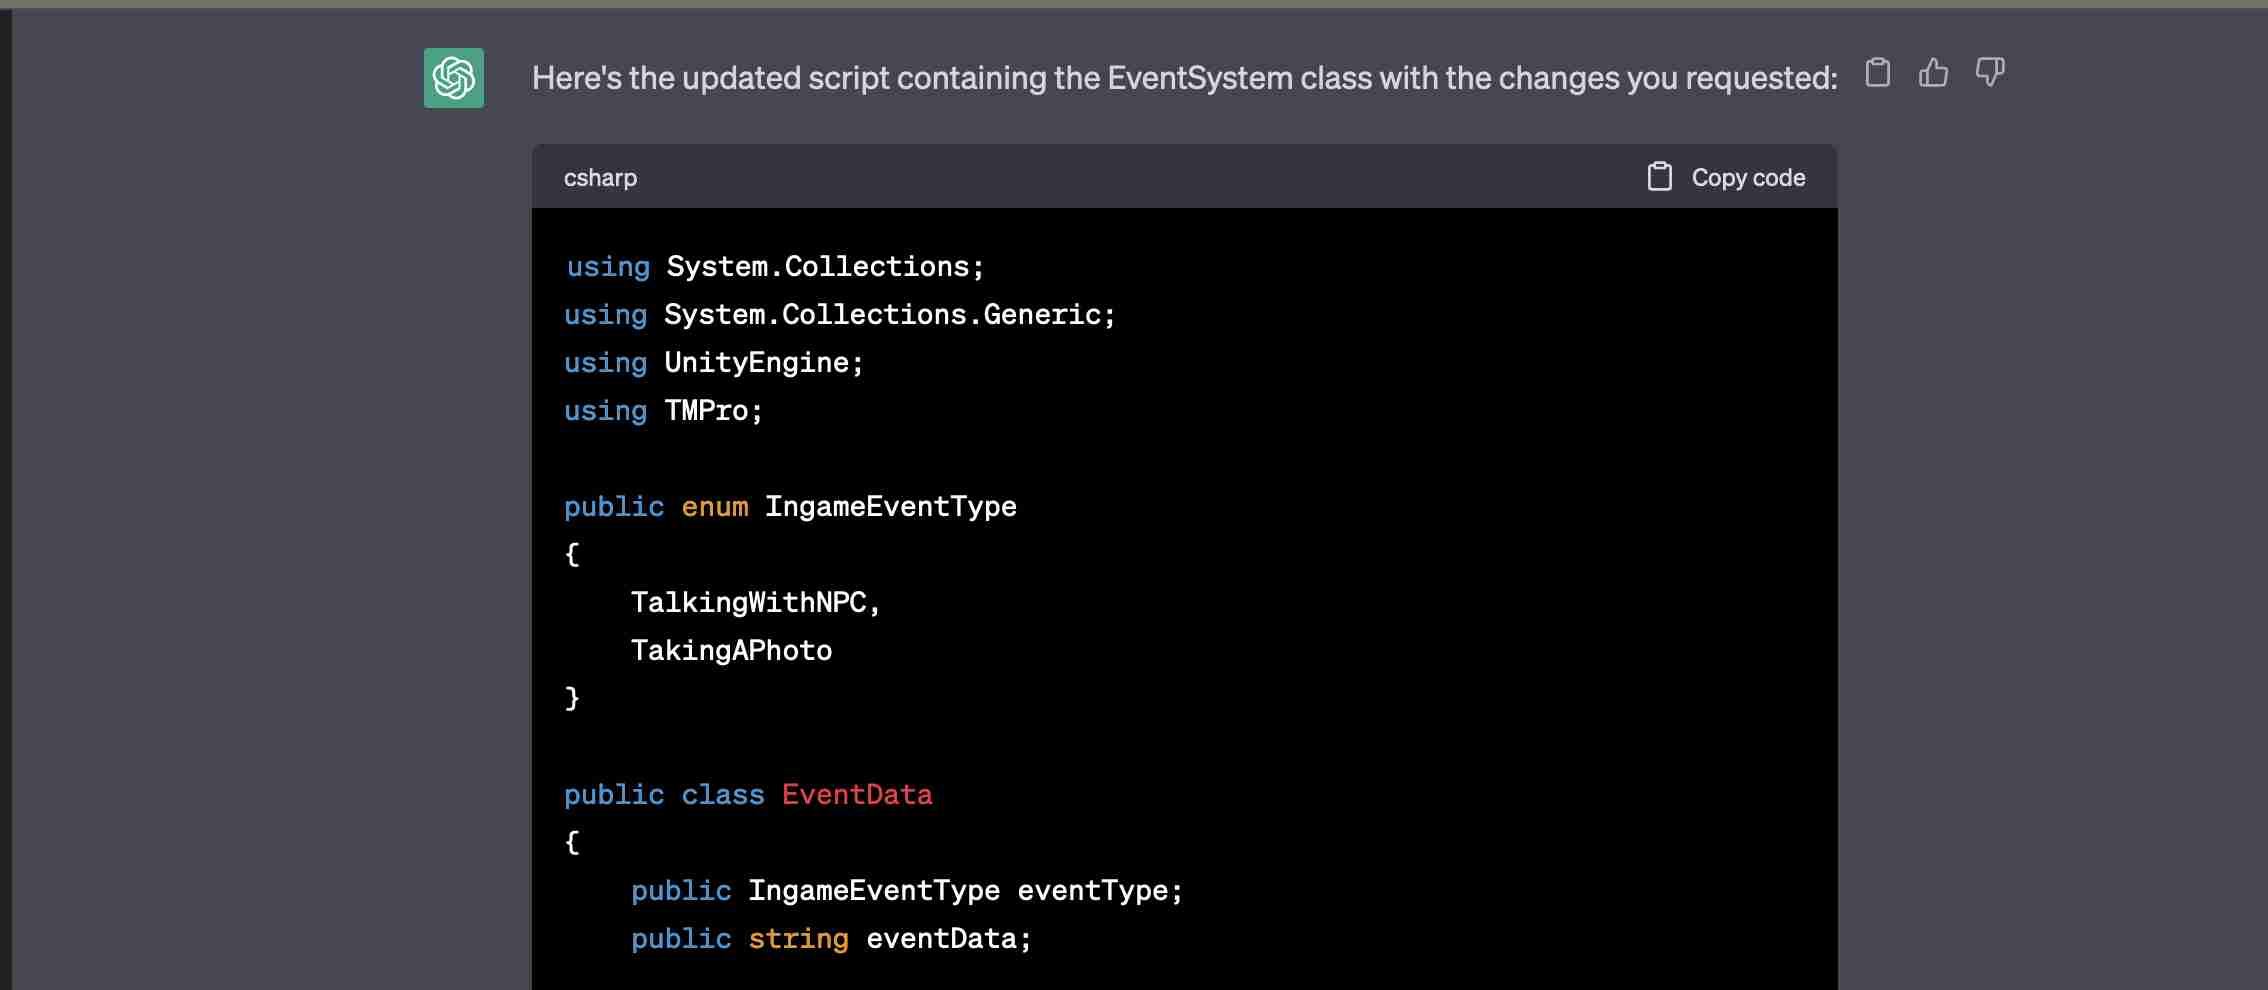 Here's the updated script containing the EventSystem class with the changes you requested:
csharp
Copy code
using System.Collections;
using System.Collections.Generic;
using UnityEngine;
using TMPro;
public enum IngameEventType
{
TalkingWithNPC,
TakingAPhoto
}
public class EventData
{
public IngameEventType eventType;
public string eventData;